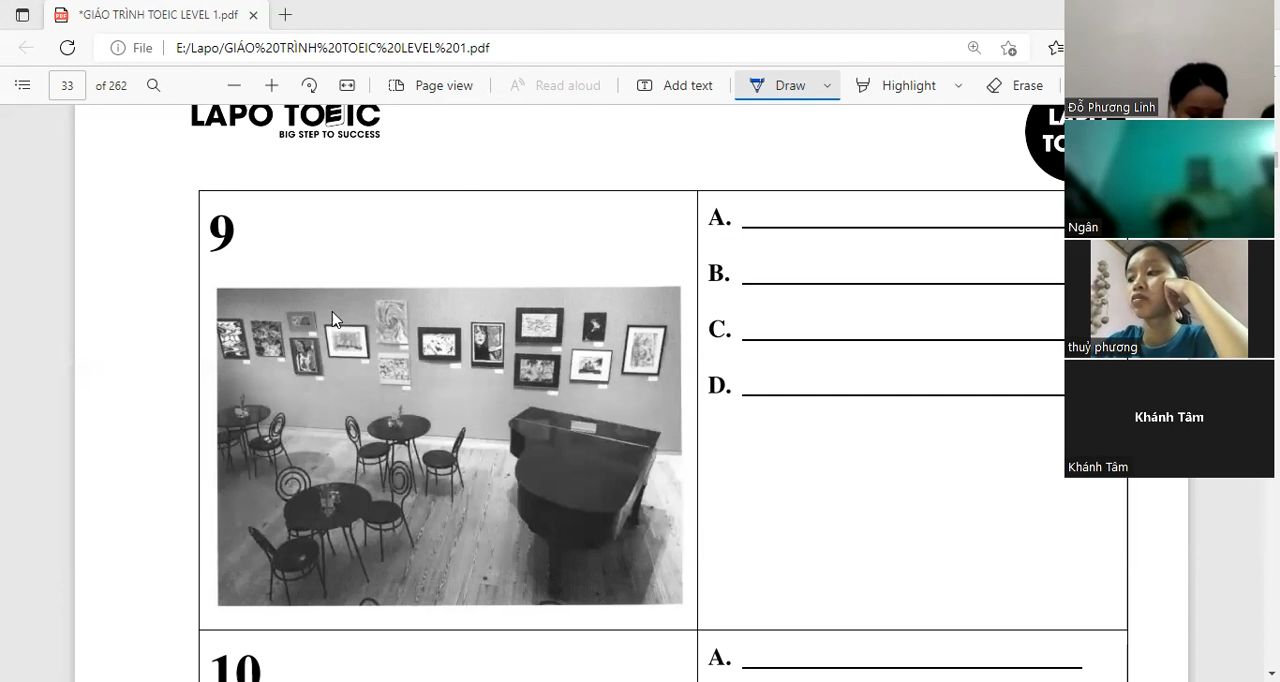 *GIÁO TRÌNH TOEIC LEVEL 1.pdf
File E:/Lapo/GIÁO%20TRÌNH%20TOEIC%20LEVEL%201.pdf
33 of 262 Page view Read aloud Add text Draw Highlight Erase
LAPO TOEIC
BIG STEP TO SUCCESS
LA
TO
9
A.
B.
C.
D.
10
A.
Đỗ Phương Linh
Ngân
thuỷ phương
Khánh Tâm
Khánh Tâm